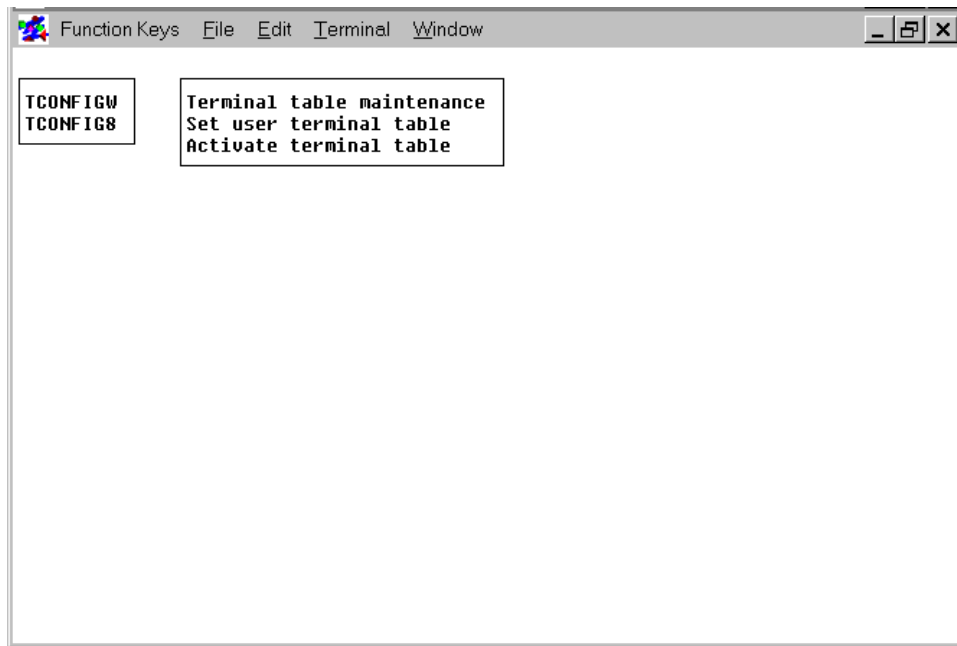 Function Keys File Edit Terminal Window
TCONFIGW
TCONFIG8
Terminal table maintenance
Set user terminal table
Activate terminal table